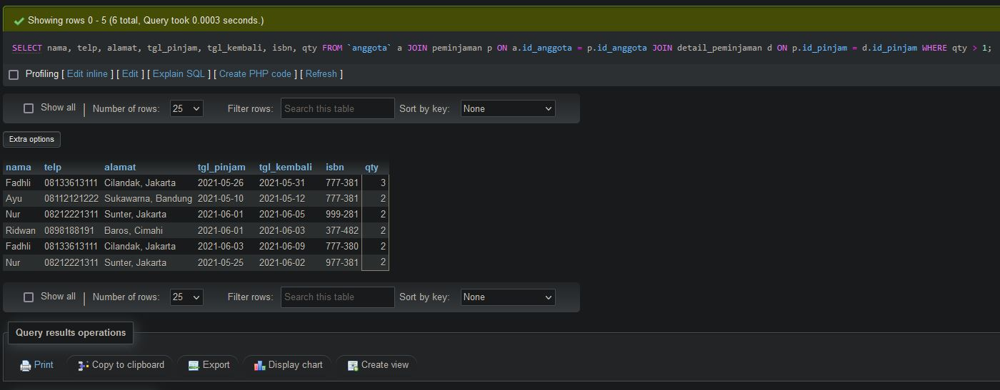 Showing rows 0 - 5 (6 total, Query took 0.0003 seconds.)
SELECT nama, telp, alamat, tgl_pinjam, tgl_kembali, isbn, qty FROM `anggota` a JOIN peminjaman p ON a.id_anggota = p.id_anggota JOIN detail_peminjaman d ON p.id_pinjam = d.id_pinjam WHERE qty > 1;
Profiling [ Edit inline ] [ Edit ] [ Explain SQL ] [ Create PHP code ] [ Refresh ]
Show all | Number of rows: 25 Filter rows: Search this table Sort by key: None
Extra options
nama telp alamat tgl_pinjam tgl_kembali isbn qty
Fadhli 08133613111 Cilandak, Jakarta 2021-05-26 2021-05-31 777-381 3
Ayu 08112121222 Sukawarna, Bandung 2021-05-10 2021-05-12 777-381 2
Nur 08212221311 Sunter, Jakarta 2021-06-01 2021-06-05 999-281 2
Ridwan 0898188191 Baros, Cimahi 2021-06-01 2021-06-03 377-482 2
Fadhli 08133613111 Cilandak, Jakarta 2021-06-03 2021-06-09 777-380 2
Nur 08212221311 Sunter, Jakarta 2021-05-25 2021-06-02 977-381 2
Show all | Number of rows: 25 Filter rows: Search this table Sort by key: None
Query results operations
Print Copy to clipboard Export Display chart Create view